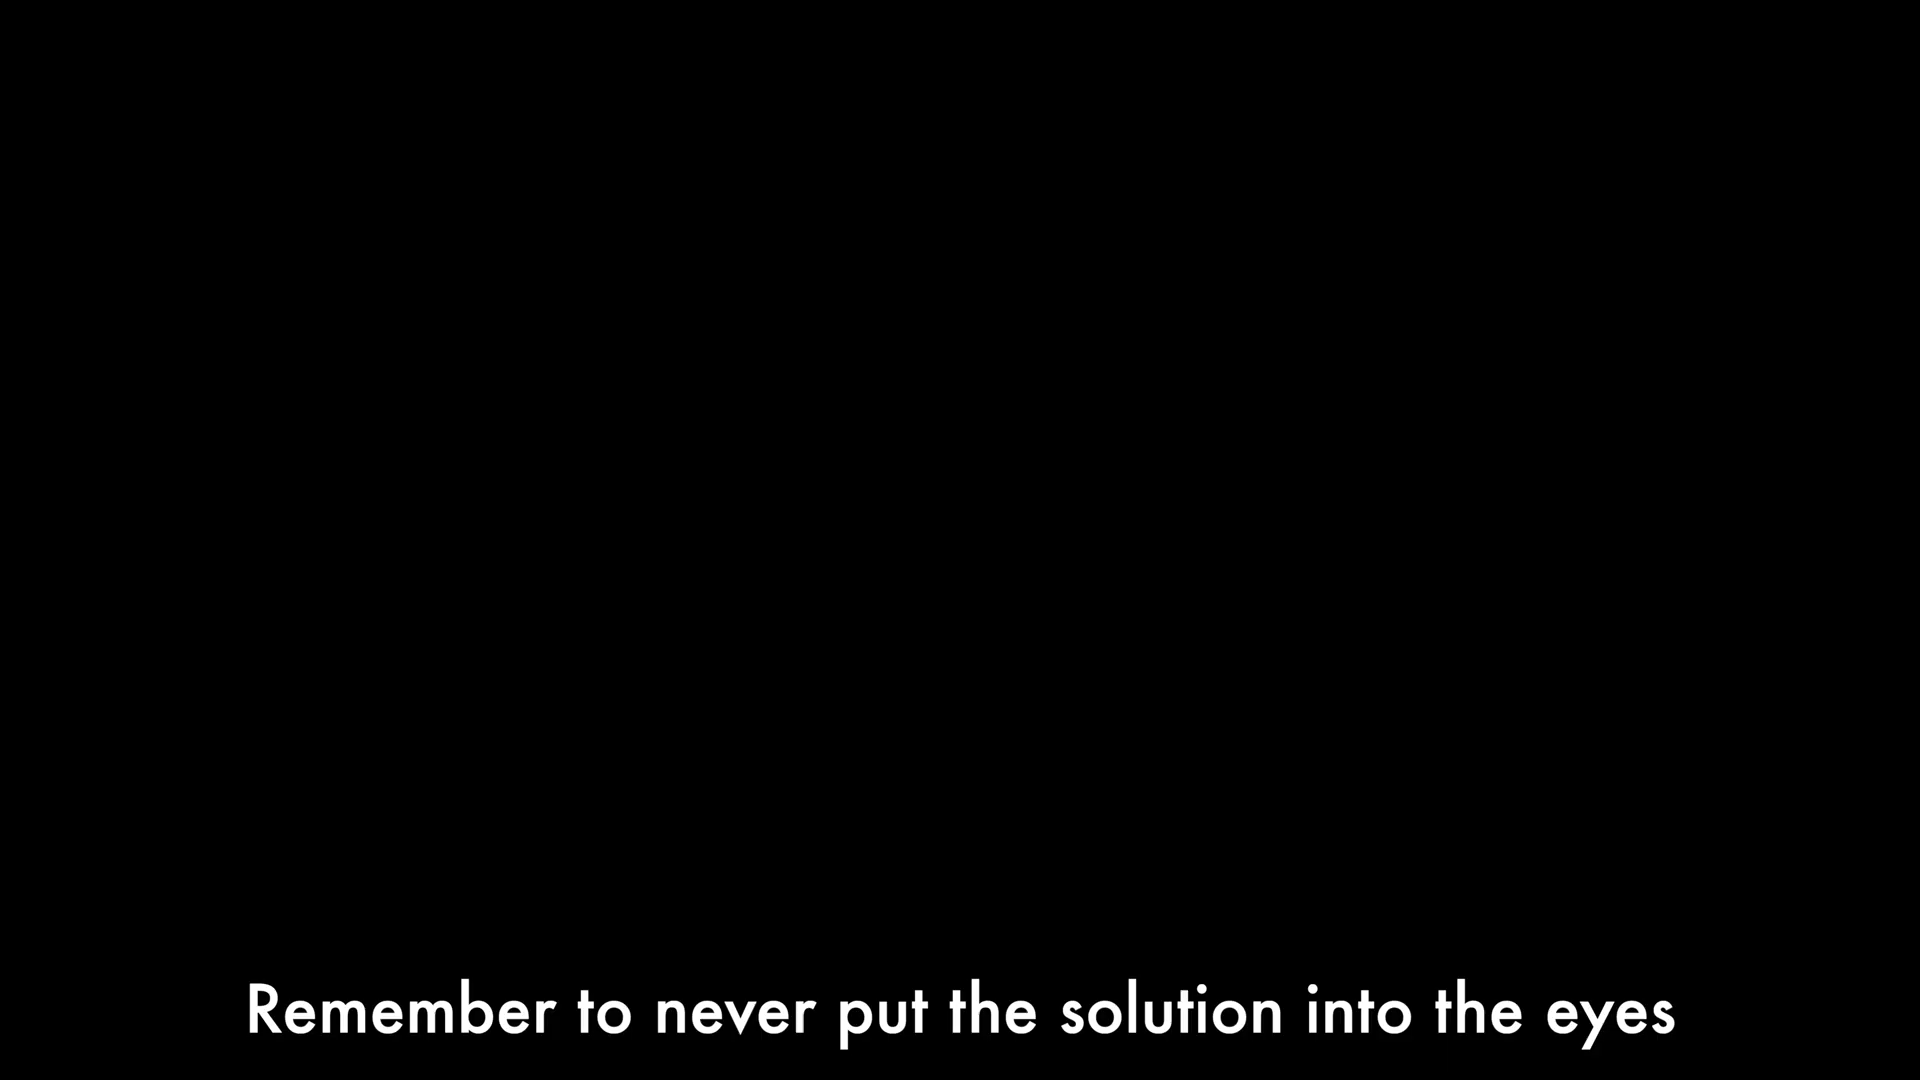 Remember to never put the solution into the eyes